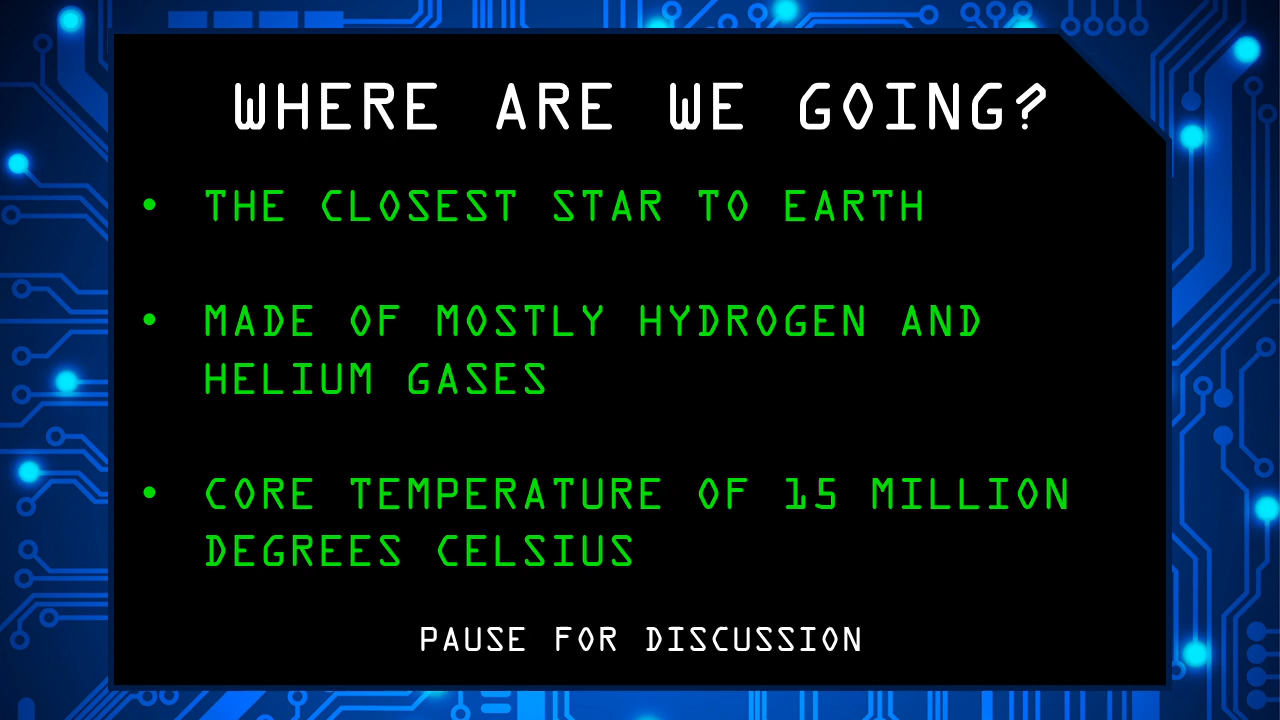 WHERE ARE WE GOING?
• THE CLOSEST STAR TO EARTH
• MADE OF MOSTLY HYDROGEN AND
HELIUM GASES
• CORE TEMPERATURE OF 15 MILLION
DEGREES CELSIUS
PAUSE FOR DISCUSSION